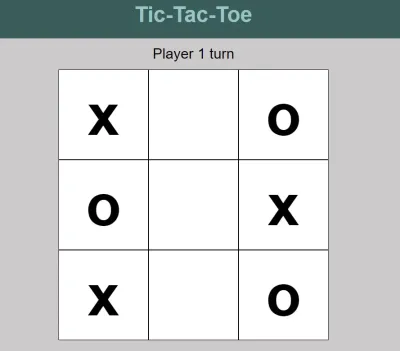 Tic-Tac-Toe
Player 1 turn
X O
O X
X O